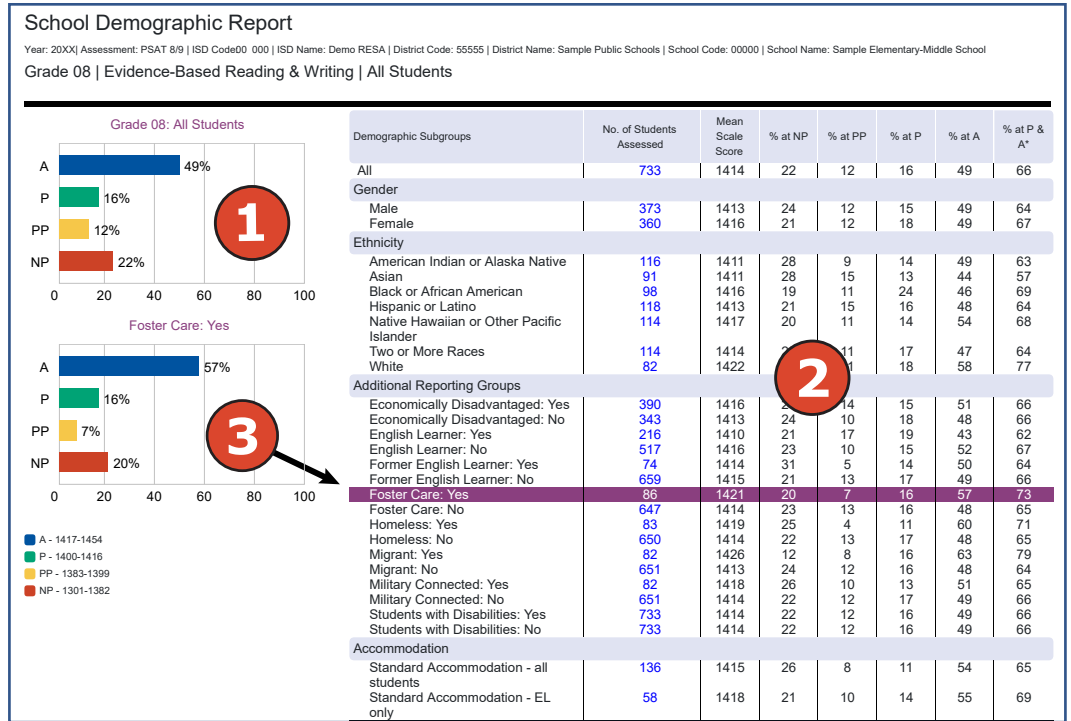 School Demographic Report
Year: 20XX| Assessment: PSAT 8/9 | ISD Code00 000 | ISD Name: Demo RESA | District Code: 55555 | District Name: Sample Public Schools | School Code: 00000 | School Name: Sample Elementary-Middle School
Grade 08 | Evidence-Based Reading & Writing | All Students
Grade 08: All Students
A 49%
P 16%
PP 12%
NP 22%
0 20 40 60 80 100
1
Foster Care: Yes
A 57%
P 16%
PP 7%
NP 20%
0 20 40 60 80 100
3
A - 1417-1454
P - 1400-1416
PP - 1383-1399
NP - 1301-1382
Demographic Subgroups No. of Students Assessed Mean Scale Score % at NP % at PP % at P % at A % at P & A*
All 733 1414 22 12 16 49 66
Gender
Male 373 1413 24 12 15 49 64
Female 360 1416 21 12 18 49 67
Ethnicity
American Indian or Alaska Native 116 1411 28 9 14 49 63
Asian 91 1411 28 15 13 44 57
Black or African American 98 1416 19 11 24 46 69
Hispanic or Latino 118 1413 21 15 16 48 64
Native Hawaiian or Other Pacific 114 1417 20 11 14 54 68
Islander
Two or More Races 114 1414 11 17 47 64
White 82 1422 18 58 77
2
Additional Reporting Groups
Economically Disadvantaged: Yes 390 1416 14 15 51 66
Economically Disadvantaged: No 343 1413 24 10 18 48 66
English Learner: Yes 216 1410 21 17 19 43 62
English Learner: No 517 1416 23 10 15 52 67
Former English Learner: Yes 74 1414 31 5 14 50 64
Former English Learner: No 659 1415 21 13 17 49 66
Foster Care: Yes 86 1421 20 7 16 57 73
Foster Care: No 647 1414 23 13 16 48 65
Homeless: Yes 83 1419 25 4 11 60 71
Homeless: No 650 1414 22 13 17 48 65
Migrant: Yes 82 1426 12 8 16 63 79
Migrant: No 651 1413 24 12 16 48 64
Military Connected: Yes 82 1418 26 10 13 51 65
Military Connected: No 651 1414 22 12 17 49 66
Students with Disabilities: Yes 733 1414 22 12 16 49 66
Students with Disabilities: No 733 1414 22 12 16 49 66
Accommodation
Standard Accommodation - all 136 1415 26 8 11 54 65
students
Standard Accommodation - EL 58 1418 21 10 14 55 69
only